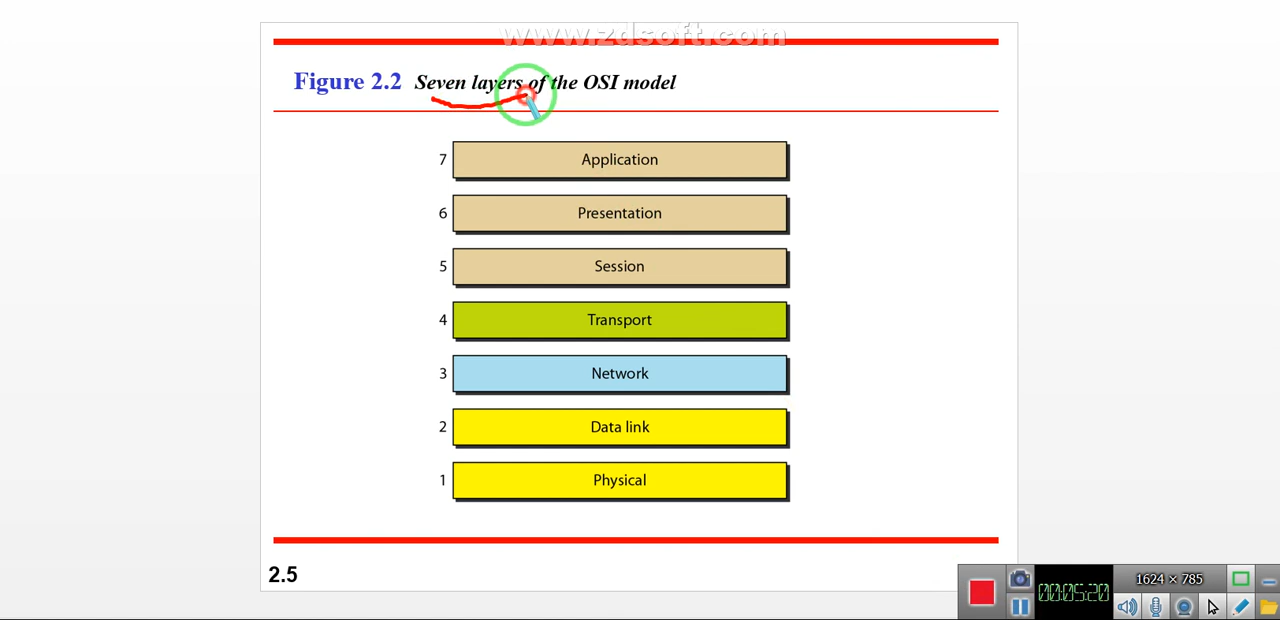 www.zdsoft.com
Figure 2.2 Seven layers of the OSI model
7 Application
6 Presentation
5 Session
4 Transport
3 Network
2 Data link
1 Physical
2.5
1624 × 785
00:05:20